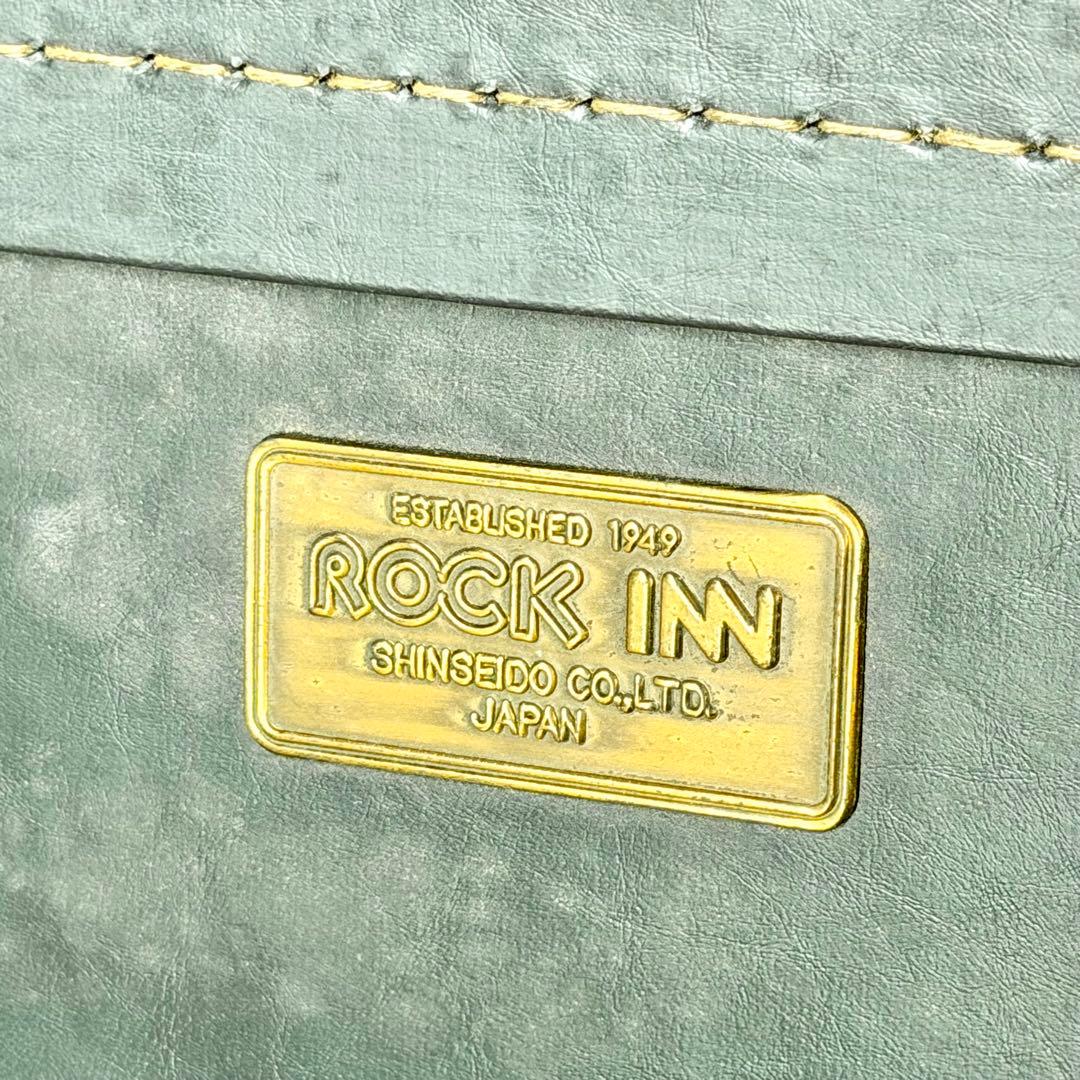 ESTABLISHED 1949
ROCK INN
SHINSEIDO CO.,LTD.
JAPAN